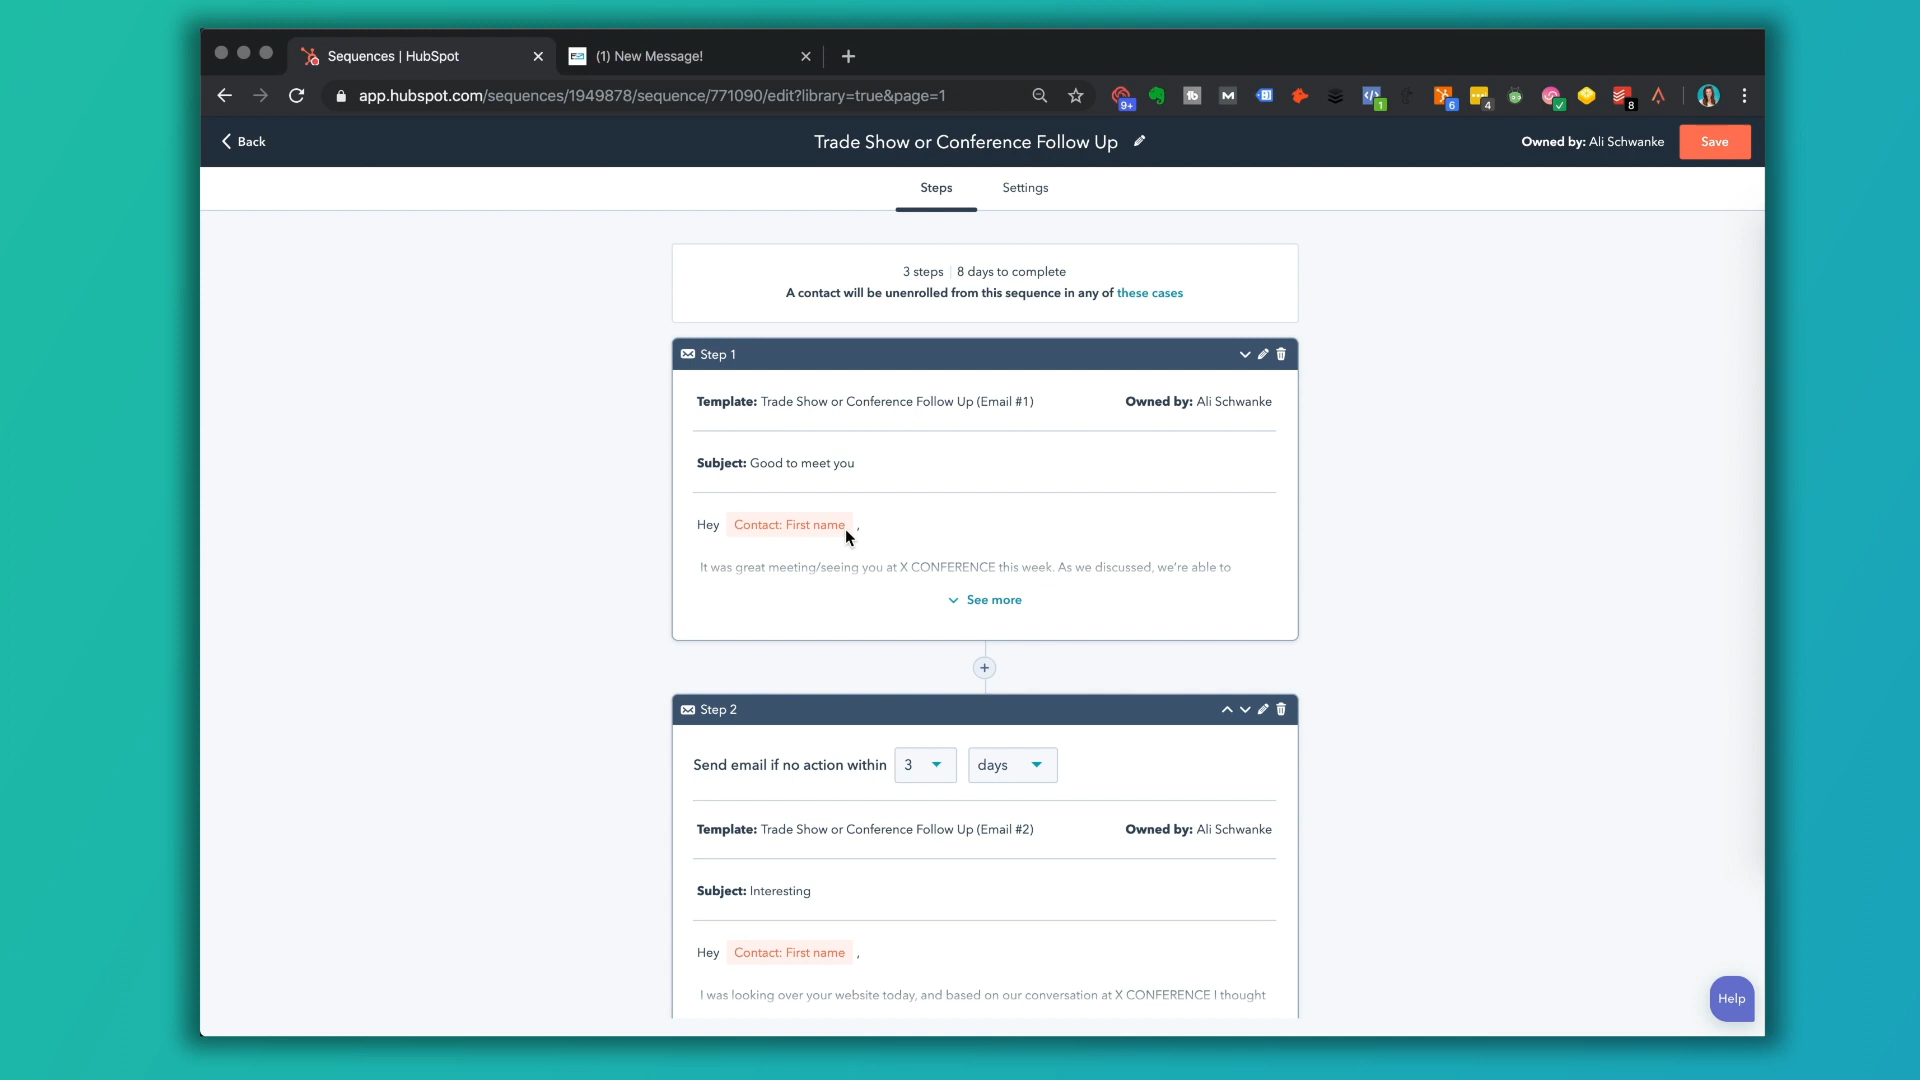 Sequences | HubSpot
(1) New Message!
app.hubspot.com/sequences/1949878/sequence/771090/edit?library=true&page=1
9+
1
6
4
8
Back
Trade Show or Conference Follow Up
Owned by: Ali Schwanke
Save
Steps
Settings
3 steps | 8 days to complete
A contact will be unenrolled from this sequence in any of these cases
Step 1
Template: Trade Show or Conference Follow Up (Email #1)
Owned by: Ali Schwanke
Subject: Good to meet you
Hey Contact: First name ,
It was great meeting/seeing you at X CONFERENCE this week. As we discussed, we're able to
See more
Step 2
Send email if no action within 3 days
Template: Trade Show or Conference Follow Up (Email #2)
Owned by: Ali Schwanke
Subject: Interesting
Hey Contact: First name ,
I was looking over your website today, and based on our conversation at X CONFERENCE I thought
Help